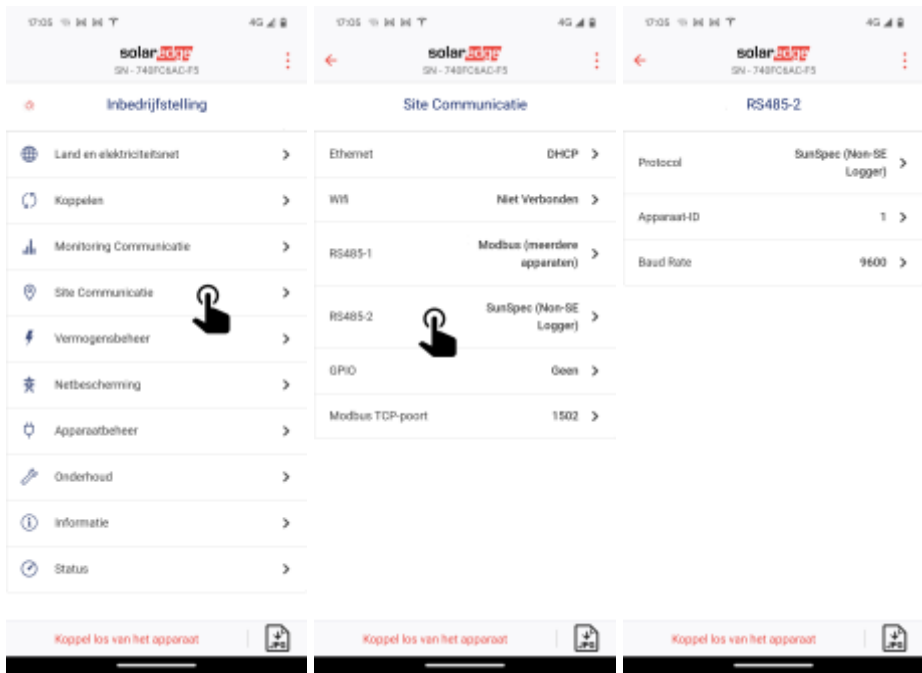 17:05
4G
solaredge
SN - 740FC6AC-F5
Inbedrijfstelling
Land en elektriciteitsnet
Koppelen
Monitoring Communicatie
Site Communicatie
Vermogensbeheer
Netbescherming
Apparaatbeheer
Onderhoud
Informatie
Status
Koppel los van het apparaat
JPG
17:05
4G
solaredge
SN - 740FC6AC-F5
Site Communicatie
Ethernet DHCP
Wifi Niet Verbonden
RS485-1 Modbus (meerdere
apparaten)
RS485-2 SunSpec (Non-SE
Logger)
GPIO Geen
Modbus TCP-poort 1502
Koppel los van het apparaat
JPG
17:05
4G
solaredge
SN - 740FC6AC-F5
RS485-2
Protocol SunSpec (Non-SE
Logger)
Apparaat-ID 1
Baud Rate 9600
Koppel los van het apparaat
JPG